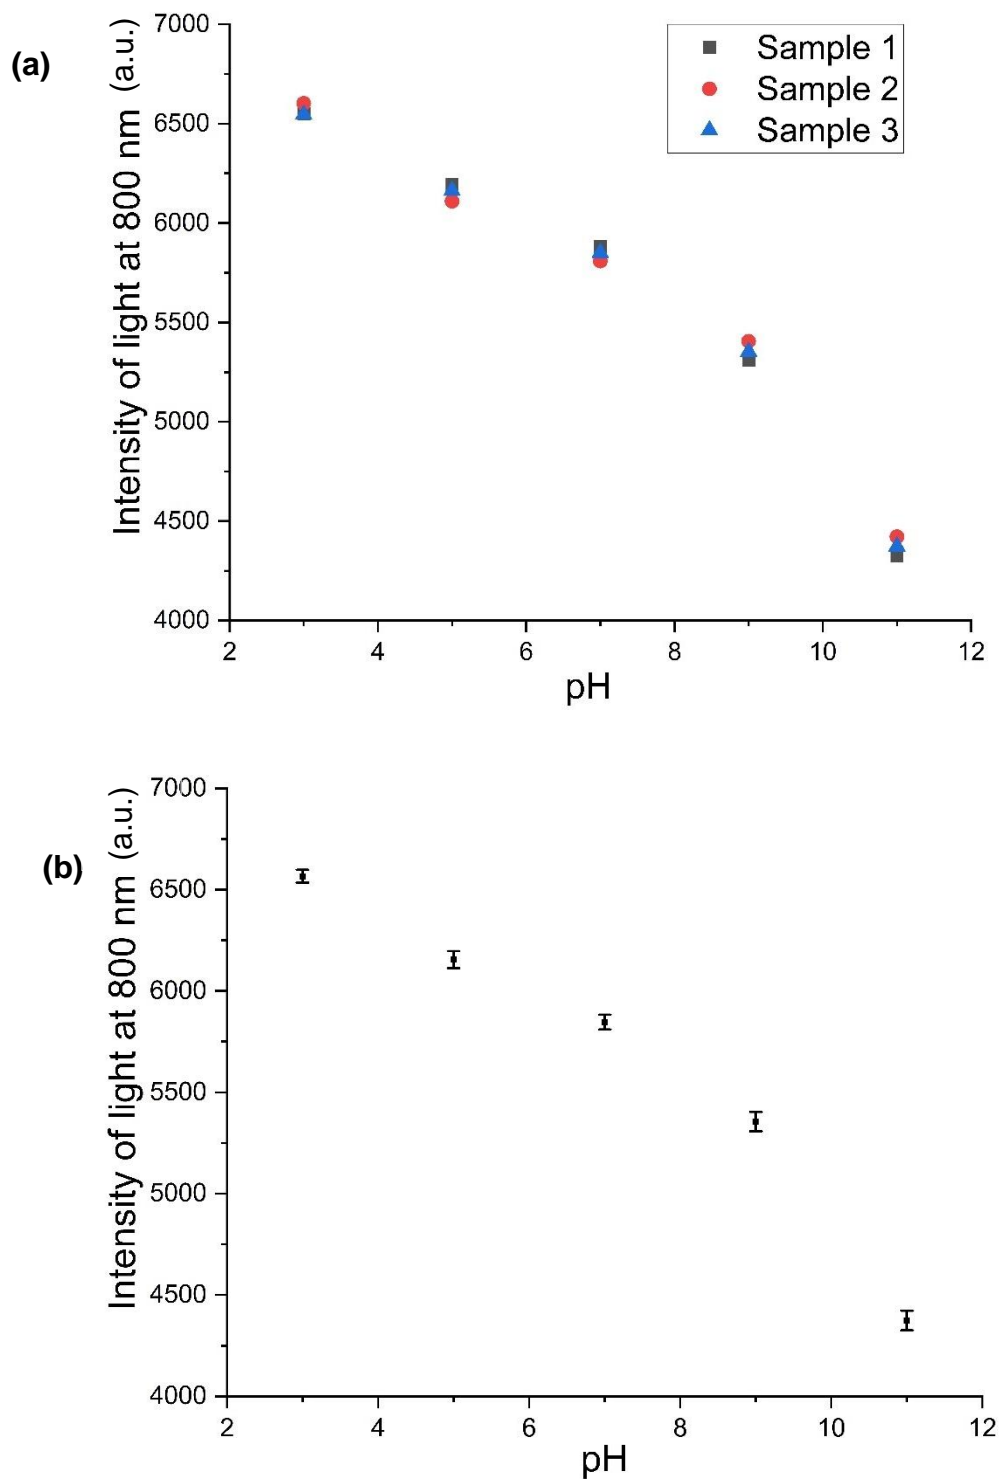 (a)
Intensity of light at 800 nm (a.u.)
7000
6500
6000
5500
5000
4500
4000
2 4 6 8 10 12
pH
Sample 1
Sample 2
Sample 3
(b)
Intensity of light at 800 nm (a.u.)
7000
6500
6000
5500
5000
4500
4000
2 4 6 8 10 12
pH